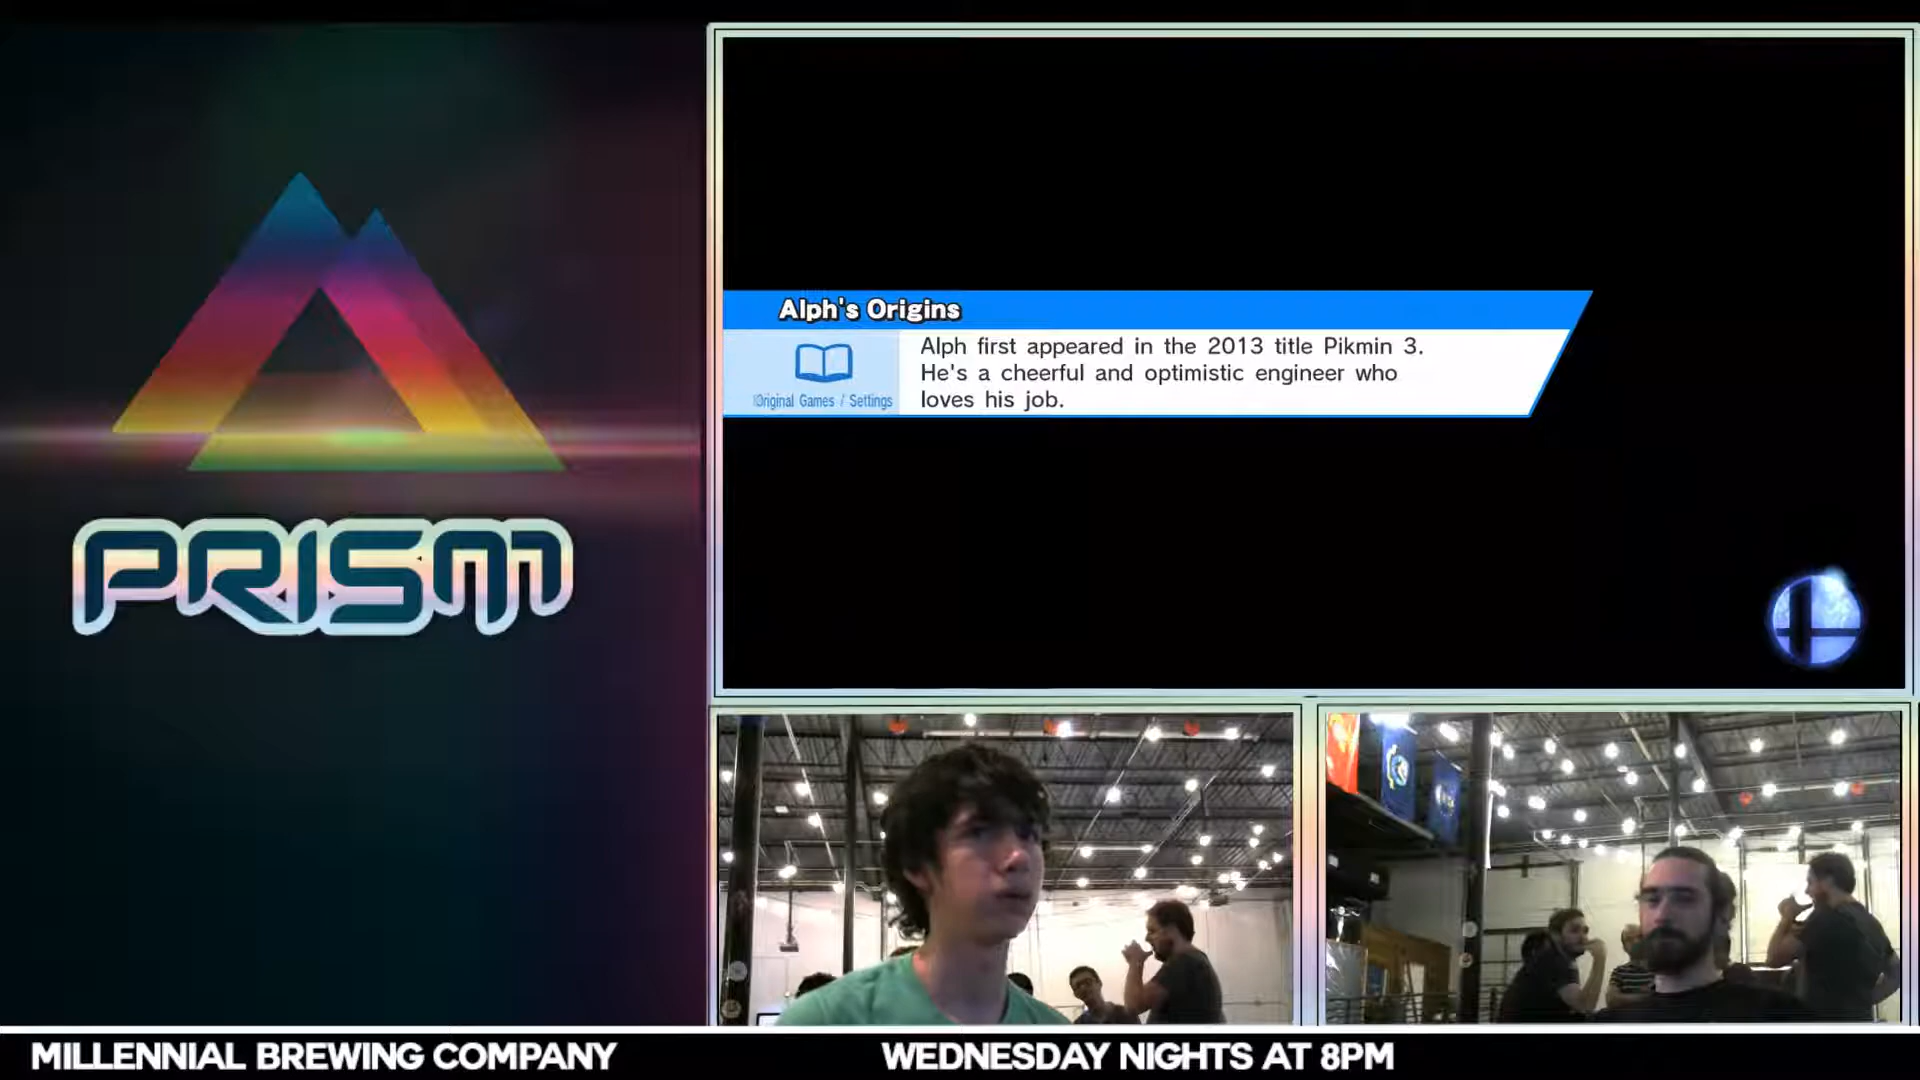 PRISM
Alph's Origins
Original Games / Settings
Alph first appeared in the 2013 title Pikmin 3.
He's a cheerful and optimistic engineer who
loves his job.
MILLENNIAL BREWING COMPANY
WEDNESDAY NIGHTS AT 8PM